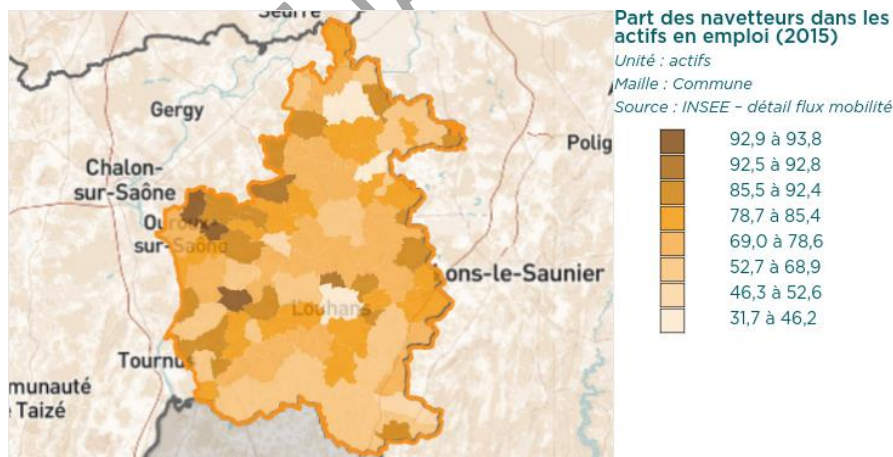 Seurre
Gergy
Polig
Chalon-
sur-Saône
Ouroux
sur-Saône
ons-le-Saunier
Louhans
Tournus
munauté
e Taizé
Part des navetteurs dans les
actifs en emploi (2015)
Unité : actifs
Maille : Commune
Source : INSEE – détail flux mobilité
92,9 à 93,8
92,5 à 92,8
85,5 à 92,4
78,7 à 85,4
69,0 à 78,6
52,7 à 68,9
46,3 à 52,6
31,7 à 46,2